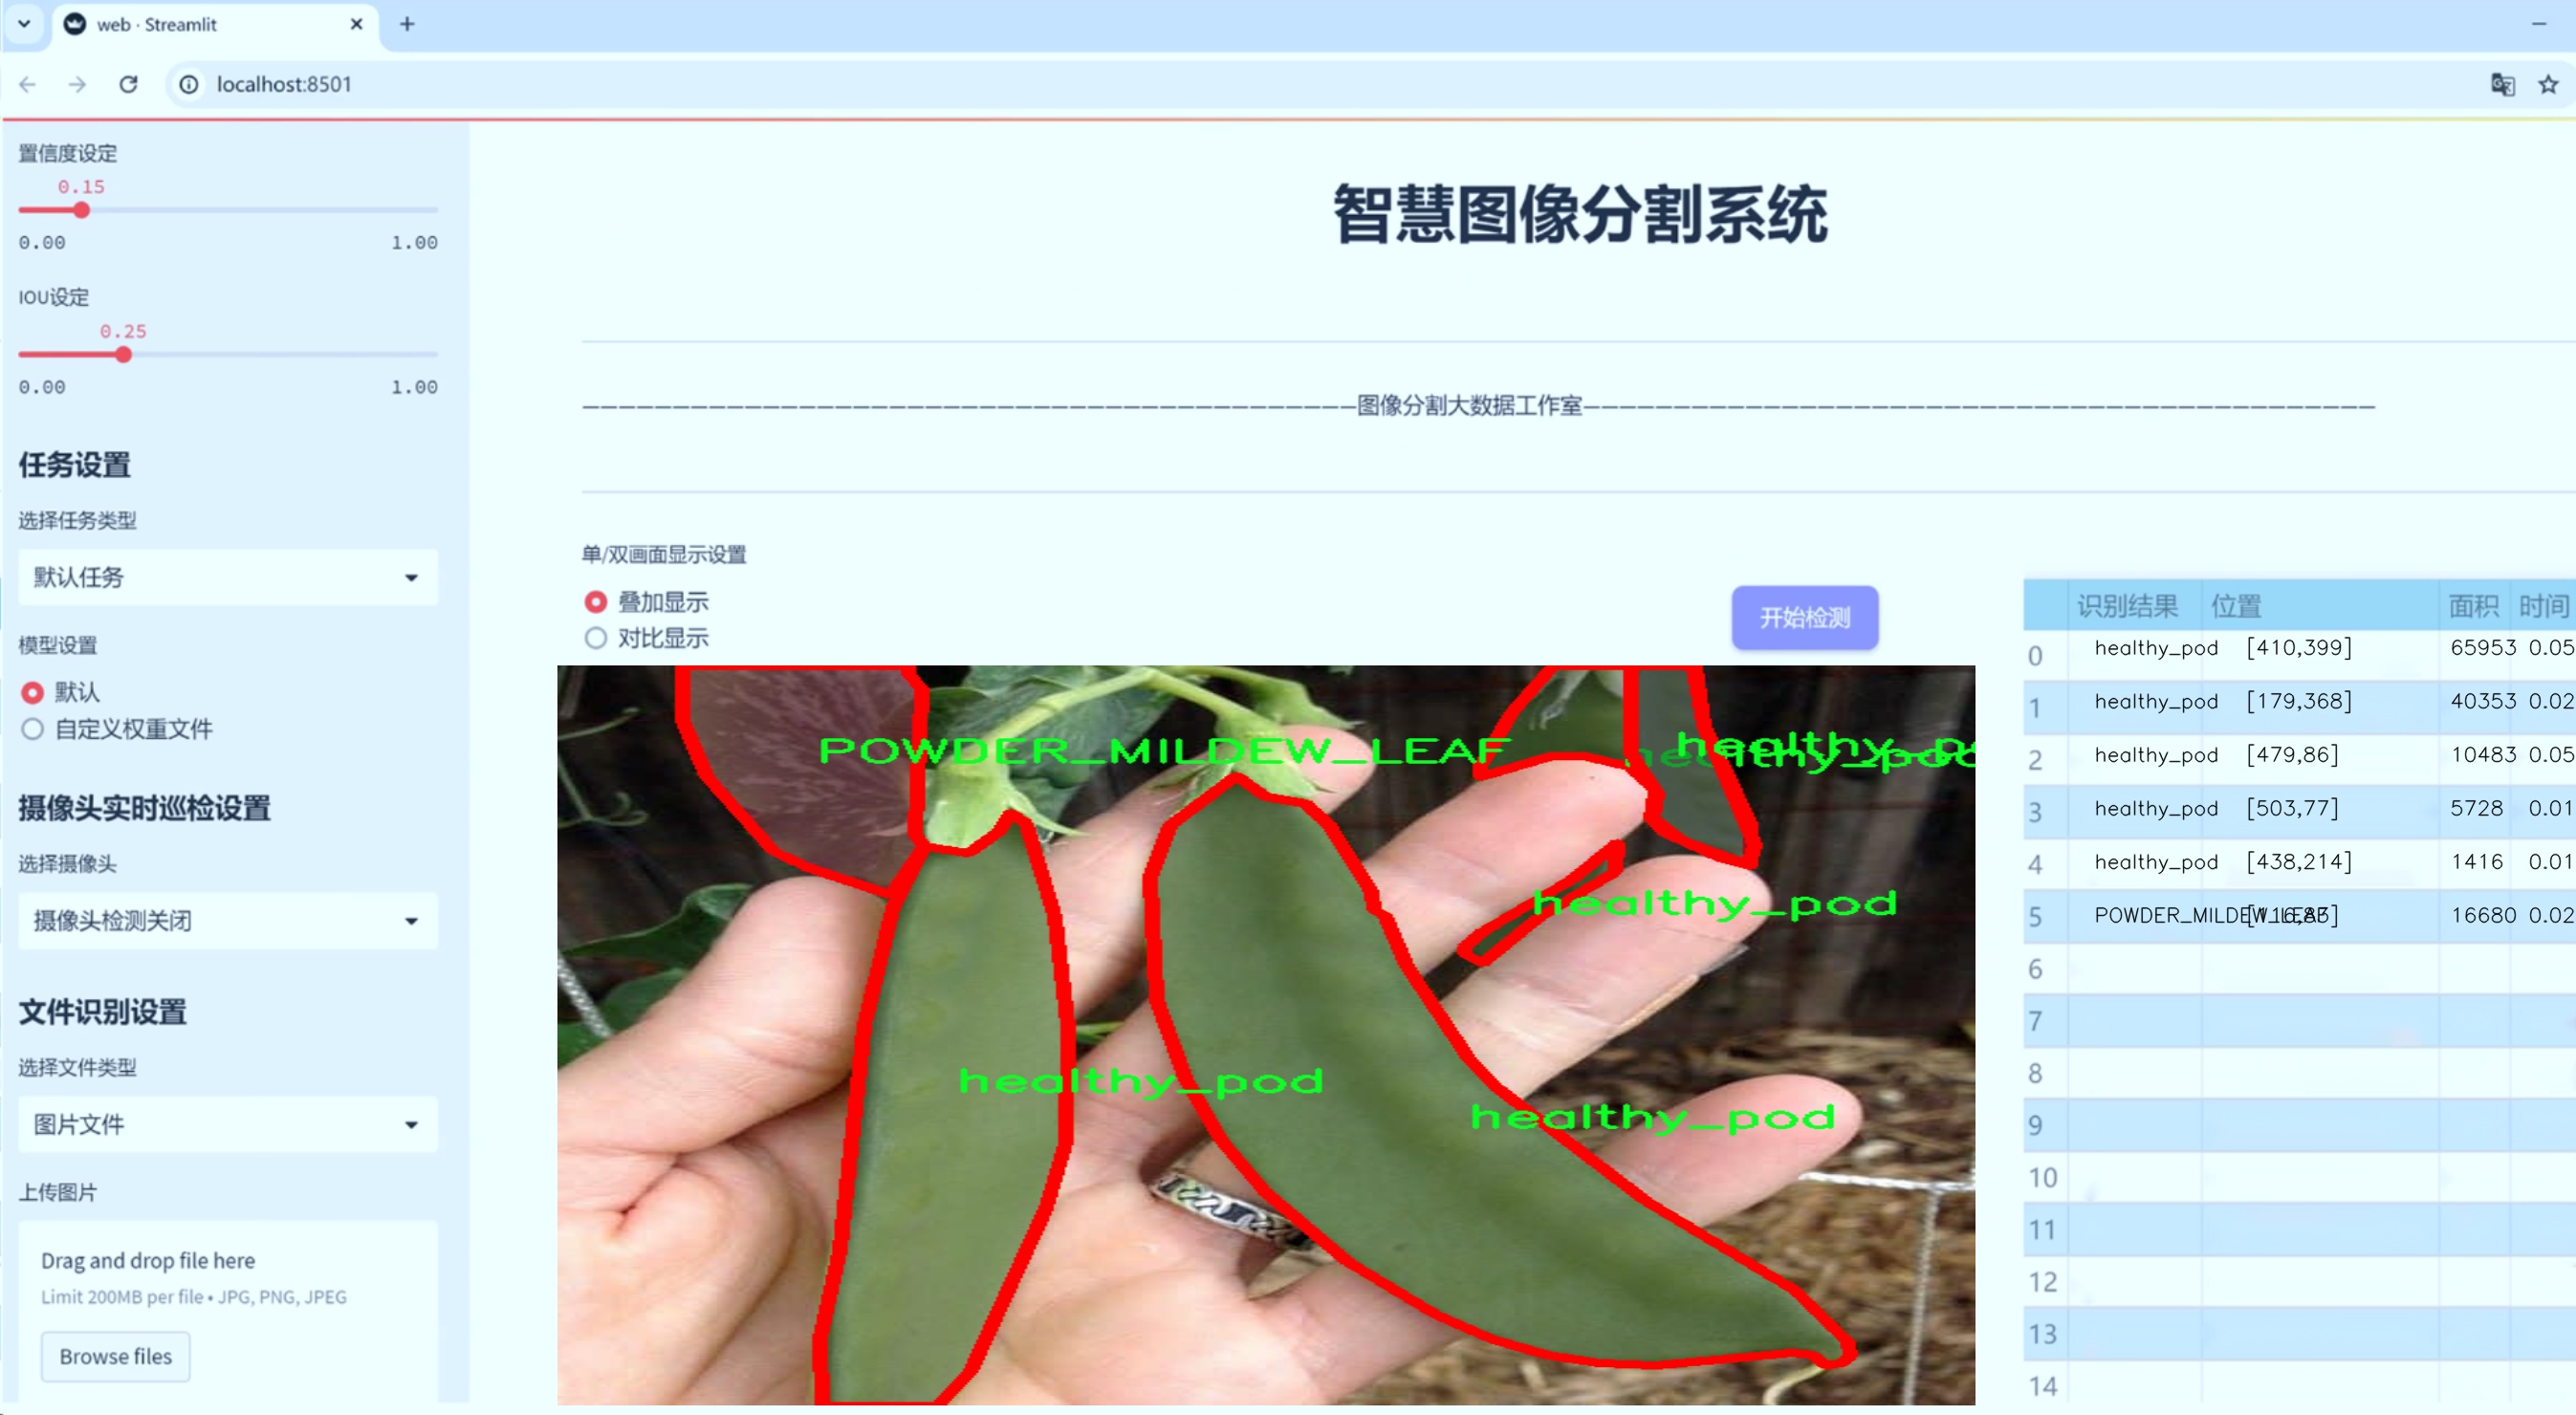 web · Streamlit
localhost:8501
置信度设定
0.15
0.00 1.00
IOU设定
0.25
0.00 1.00
任务设置
选择任务类型
默认任务
模型设置
默认
自定义权重文件
摄像头实时巡检设置
选择摄像头
摄像头检测关闭
文件识别设置
选择文件类型
图片文件
上传图片
Drag and drop file here
Limit 200MB per file • JPG, PNG, JPEG
Browse files
智慧图像分割系统
图像分割大数据工作室
单/双画面显示设置
叠加显示
对比显示
开始检测
POWDER_MILDEW_LEAF
healthy_po
healthy_pod
healthy_pod
healthy_pod
识别结果 位置 面积 时间
0 healthy_pod [410,399] 65953 0.05
1 healthy_pod [179,368] 40353 0.02
2 healthy_pod [479,86] 10483 0.05
3 healthy_pod [503,77] 5728 0.01
4 healthy_pod [438,214] 1416 0.01
5 POWDER_MILDEW_LEAF 16680 0.02
6
7
8
9
10
11
12
13
14